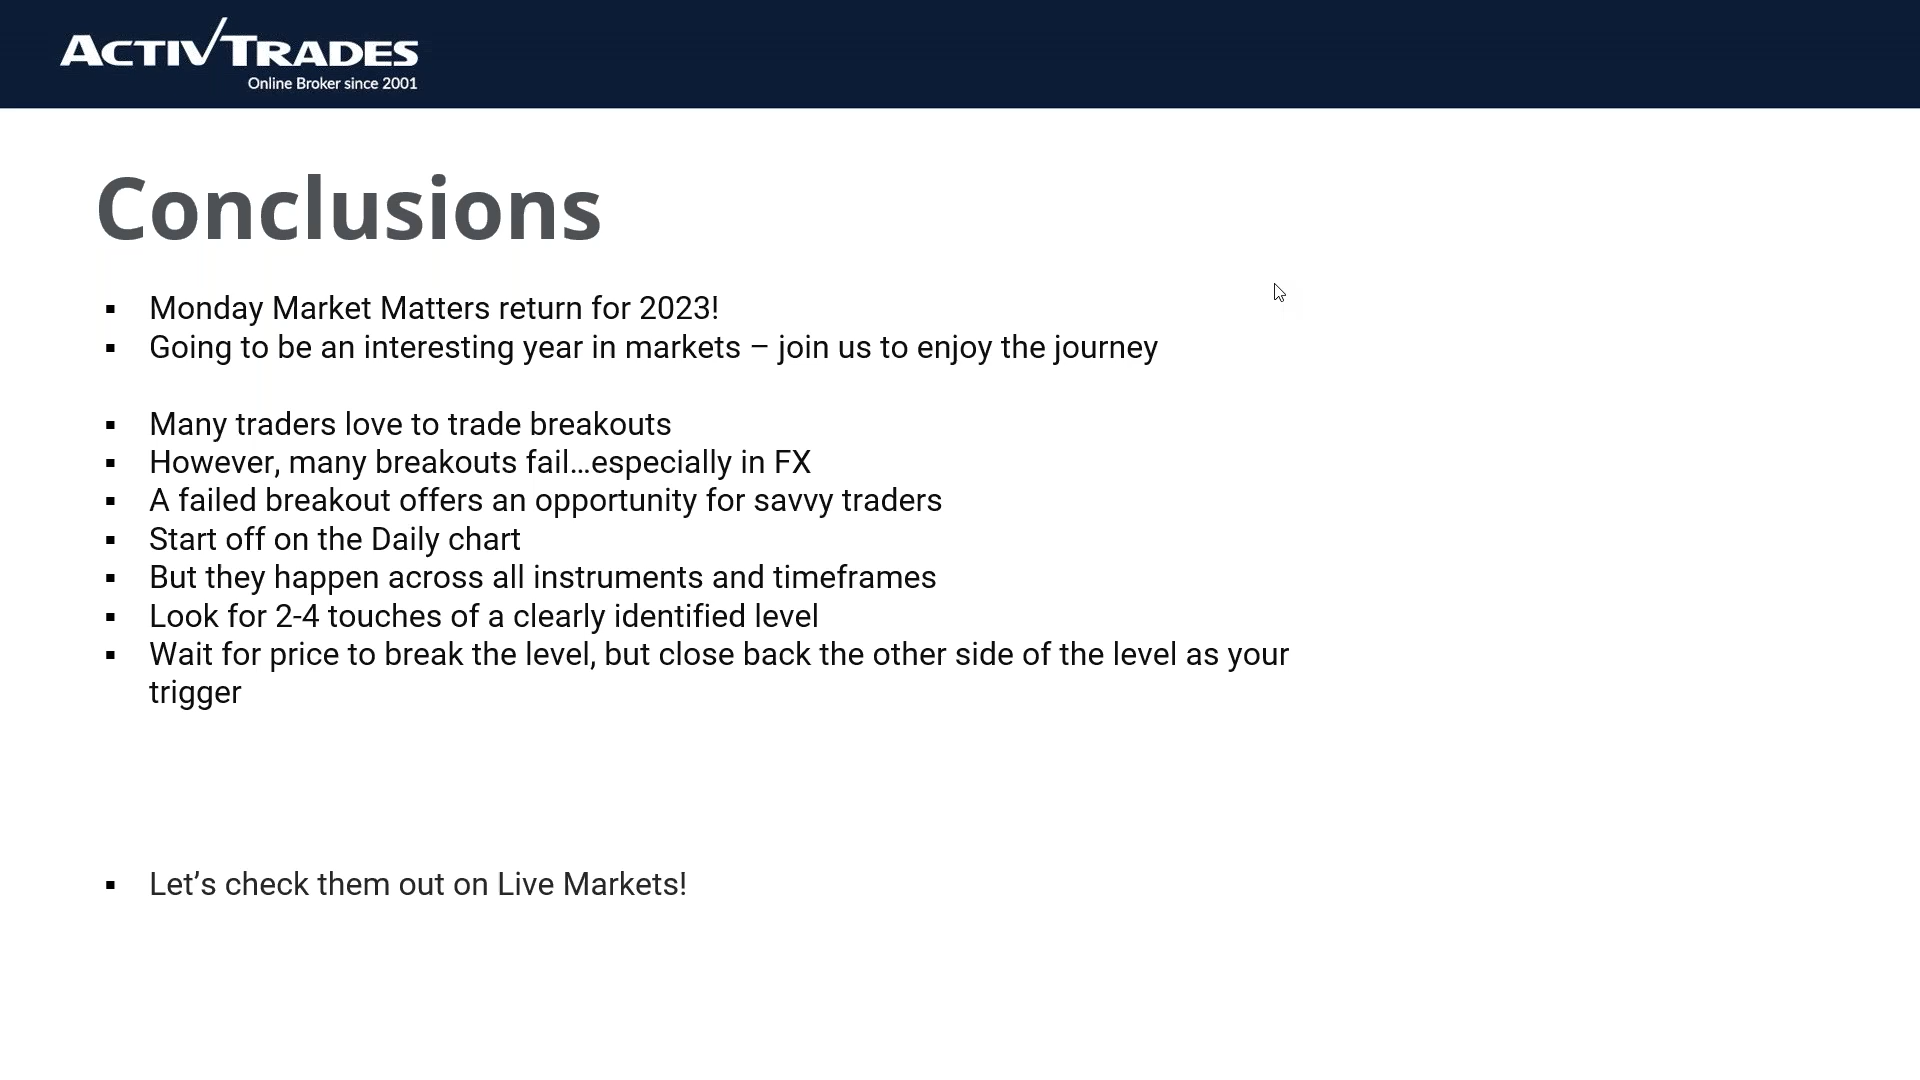 ACTIVTRADES
Online Broker since 2001
Conclusions
▪ Monday Market Matters return for 2023!
▪ Going to be an interesting year in markets – join us to enjoy the journey
▪ Many traders love to trade breakouts
▪ However, many breakouts fail…especially in FX
▪ A failed breakout offers an opportunity for savvy traders
▪ Start off on the Daily chart
▪ But they happen across all instruments and timeframes
▪ Look for 2-4 touches of a clearly identified level
▪ Wait for price to break the level, but close back the other side of the level as your
trigger
▪ Let’s check them out on Live Markets!